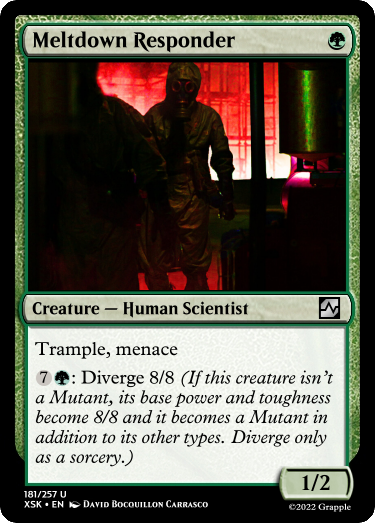 Meltdown Responder
Creature — Human Scientist
Trample, menace
7: Diverge 8/8 (If this creature isn't
a Mutant, its base power and toughness
become 8/8 and it becomes a Mutant in
addition to its other types. Diverge only
as a sorcery.)
1/2
181/257 U
XSK • EN David Bocouillon Carrasco
©2022 Grapple